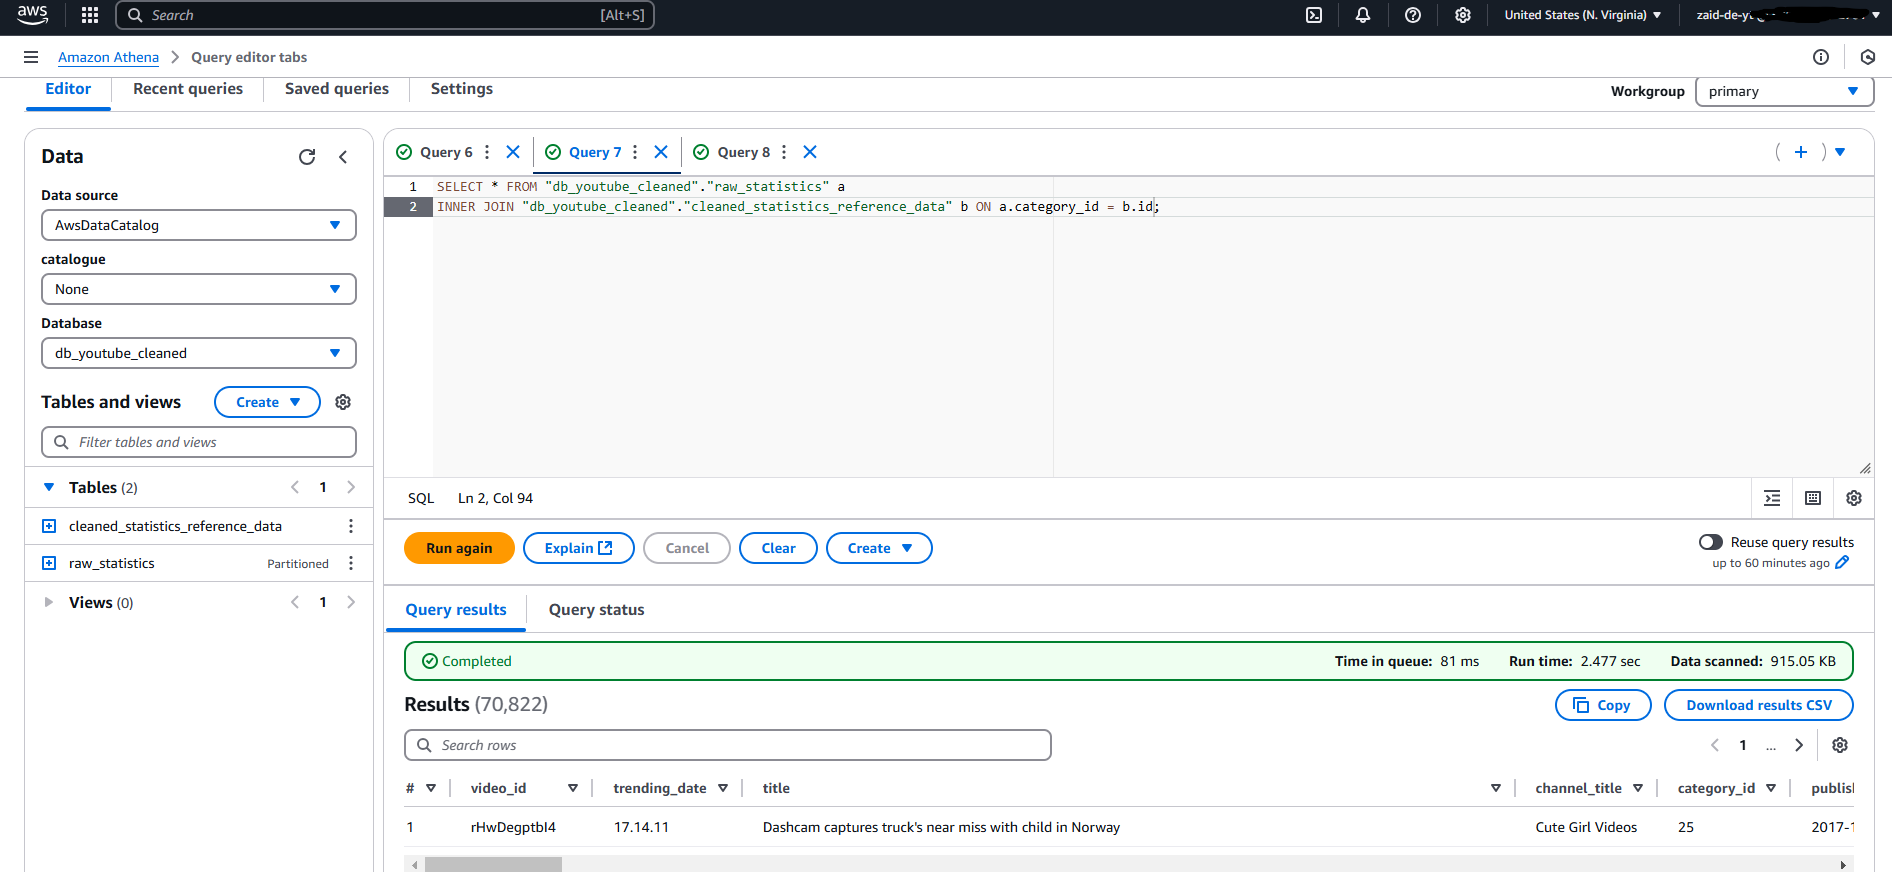 aws
Search [Alt+S]
United States (N. Virginia)
zaid-de-yt
Amazon Athena > Query editor tabs
Editor Recent queries Saved queries Settings
Workgroup primary
Data
Data source
AwsDataCatalog
catalogue
None
Database
db_youtube_cleaned
Tables and views Create
Filter tables and views
Tables (2) 1
cleaned_statistics_reference_data
raw_statistics Partitioned
Views (0) 1
Query 6 Query 7 Query 8
1 SELECT * FROM "db_youtube_cleaned"."raw_statistics" a
2 INNER JOIN "db_youtube_cleaned"."cleaned_statistics_reference_data" b ON a.category_id = b.id;
SQL Ln 2, Col 94
Run again Explain Cancel Clear Create
Reuse query results
up to 60 minutes ago
Query results Query status
Completed Time in queue: 81 ms Run time: 2.477 sec Data scanned: 915.05 KB
Results (70,822) Copy Download results CSV
Search rows 1 ...
# video_id trending_date title channel_title category_id publisl
1 rHwDegptbI4 17.14.11 Dashcam captures truck's near miss with child in Norway Cute Girl Videos 25 2017-1